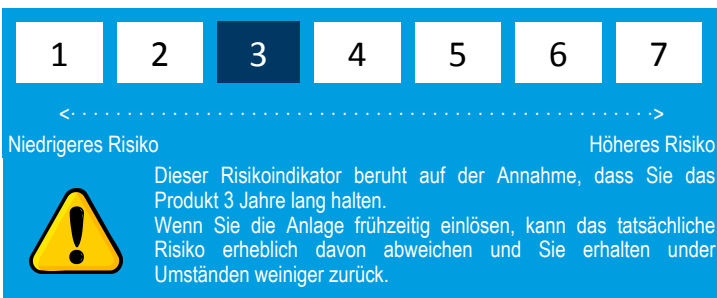 1 2 3 4 5 6 7
<· · · · · · · · · · · · · · · · · · · · · · · · · · · · · · · · · · · · · · · · · · · · · · · · · · · ·>
Niedrigeres Risiko Höheres Risiko
Dieser Risikoindikator beruht auf der Annahme, dass Sie das
Produkt 3 Jahre lang halten.
Wenn Sie die Anlage frühzeitig einlösen, kann das tatsächliche
Risiko erheblich davon abweichen und Sie erhalten under
Umständen weiniger zurück.
!